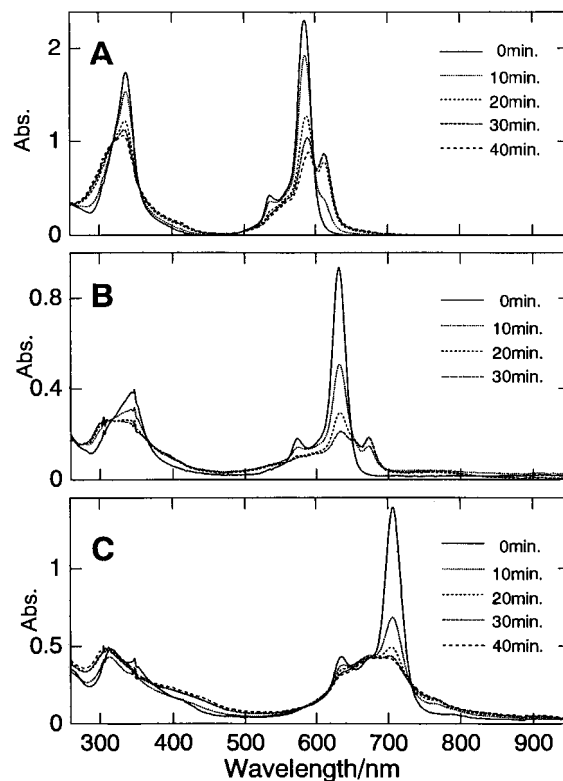 2
1
0
Abs.
A
0min.
10min.
20min.
30min.
40min.
0.8
0.4
0
Abs.
B
0min.
10min.
20min.
30min.
1
0.5
0
Abs.
C
0min.
10min.
20min.
30min.
40min.
300 400 500 600 700 800 900
Wavelength/nm